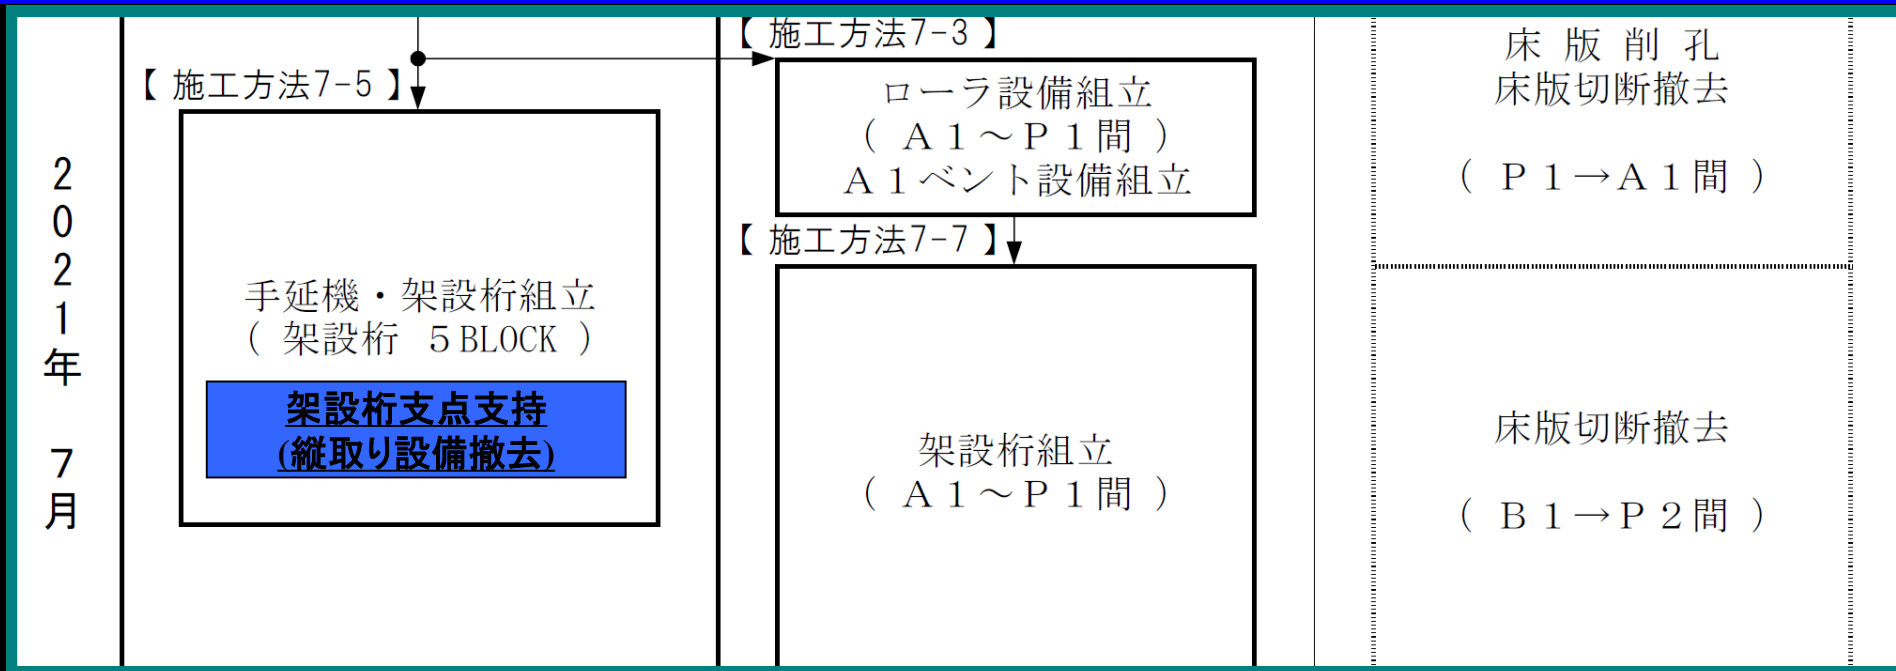 2021年 7月
【 施工方法7-5 】
手延機・架設桁組立
( 架設桁 5BLOCK )
架設桁支点支持
(縦取り設備撤去)
【 施工方法7-3 】
ローラ設備組立
( A1～P1間 )
A1ベント設備組立
【 施工方法7-7 】
架設桁組立
( A1～P1間 )
床 版 削 孔
床版切断撤去
( P1→A1間 )
床版切断撤去
( B1→P2間 )